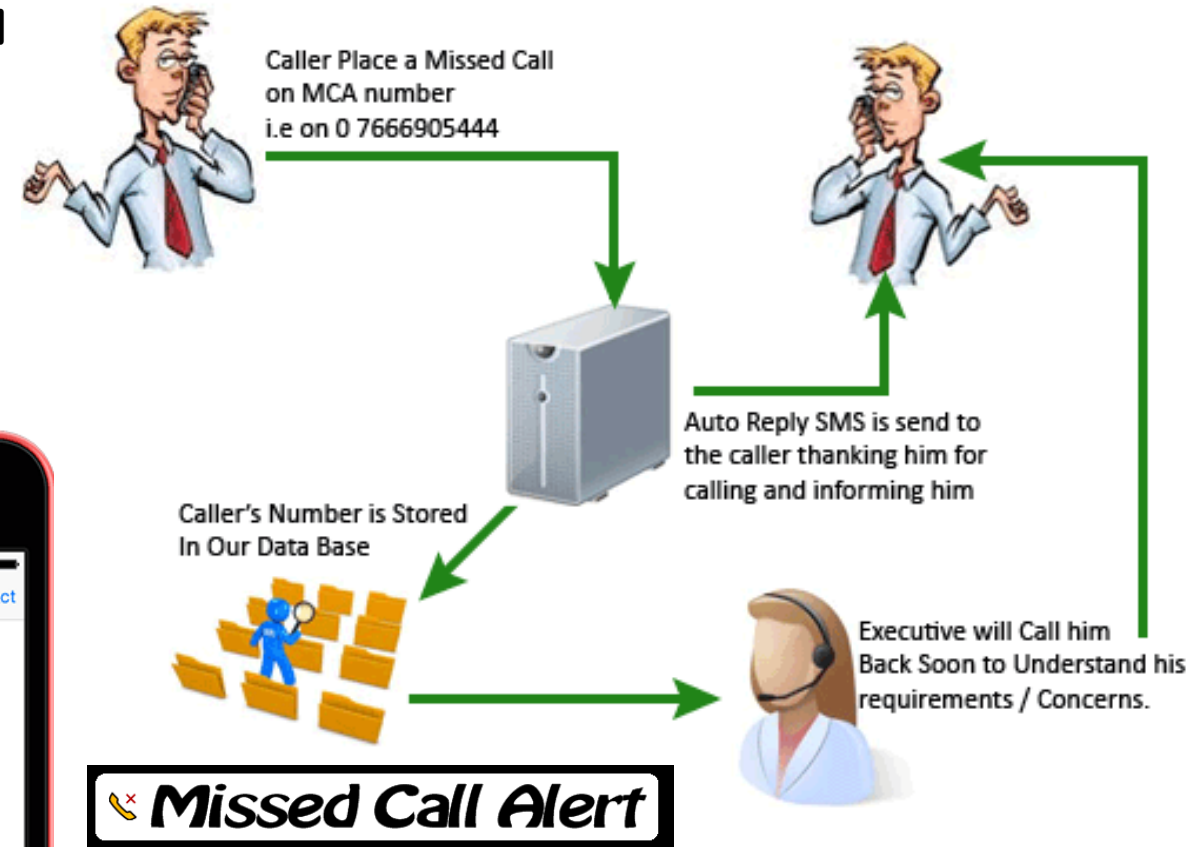 Caller Place a Missed Call
on MCA number
i.e on 0 7666905444
Auto Reply SMS is send to
the caller thanking him for
calling and informing him
Caller's Number is Stored
In Our Data Base
ct
Executive will Call him
Back Soon to Understand his
requirements / Concerns.
Missed Call Alert